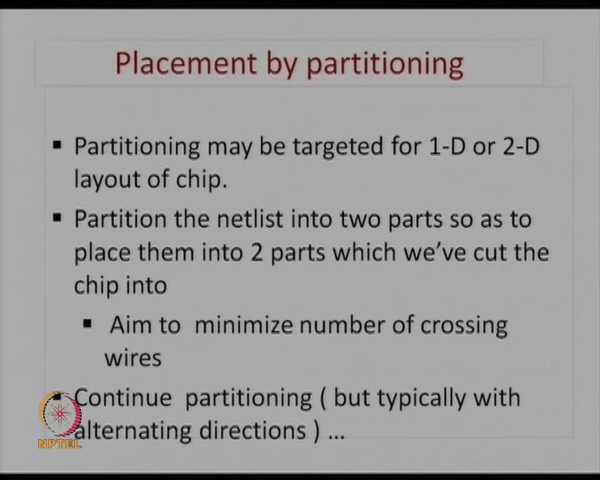 Placement by partitioning
▪ Partitioning may be targeted for 1-D or 2-D
layout of chip.
▪ Partition the netlist into two parts so as to
place them into 2 parts which we've cut the
chip into
▪ Aim to minimize number of crossing
wires
▪ Continue partitioning ( but typically with
alternating directions ) ...
NPTEL